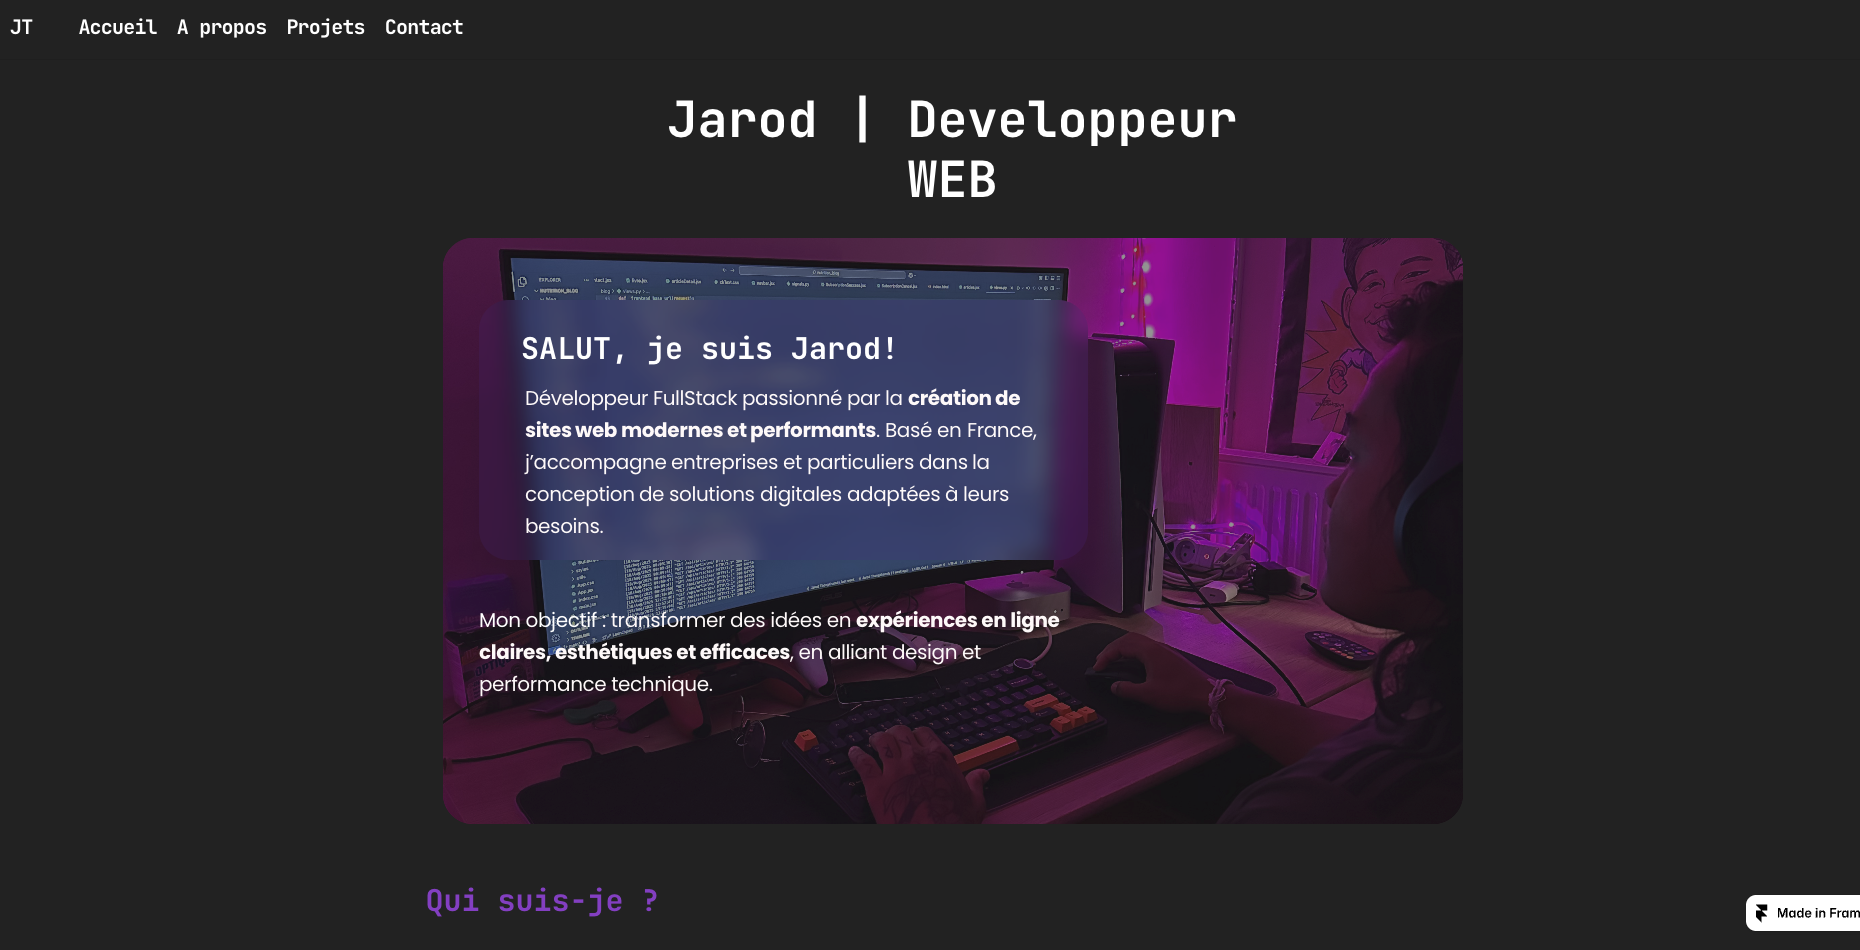 JT Accueil A propos Projets Contact
Jarod | Developpeur
WEB
EXPLORER
SALUT, je suis Jarod!
Développeur FullStack passionné par la création de
sites web modernes et performants. Basé en France,
j’accompagne entreprises et particuliers dans la
conception de solutions digitales adaptées à leurs
besoins.
Mon objectif : transformer des idées en expériences en ligne
claires, esthétiques et efficaces, en alliant design et
performance technique.
Qui suis-je ?
Made in Fram